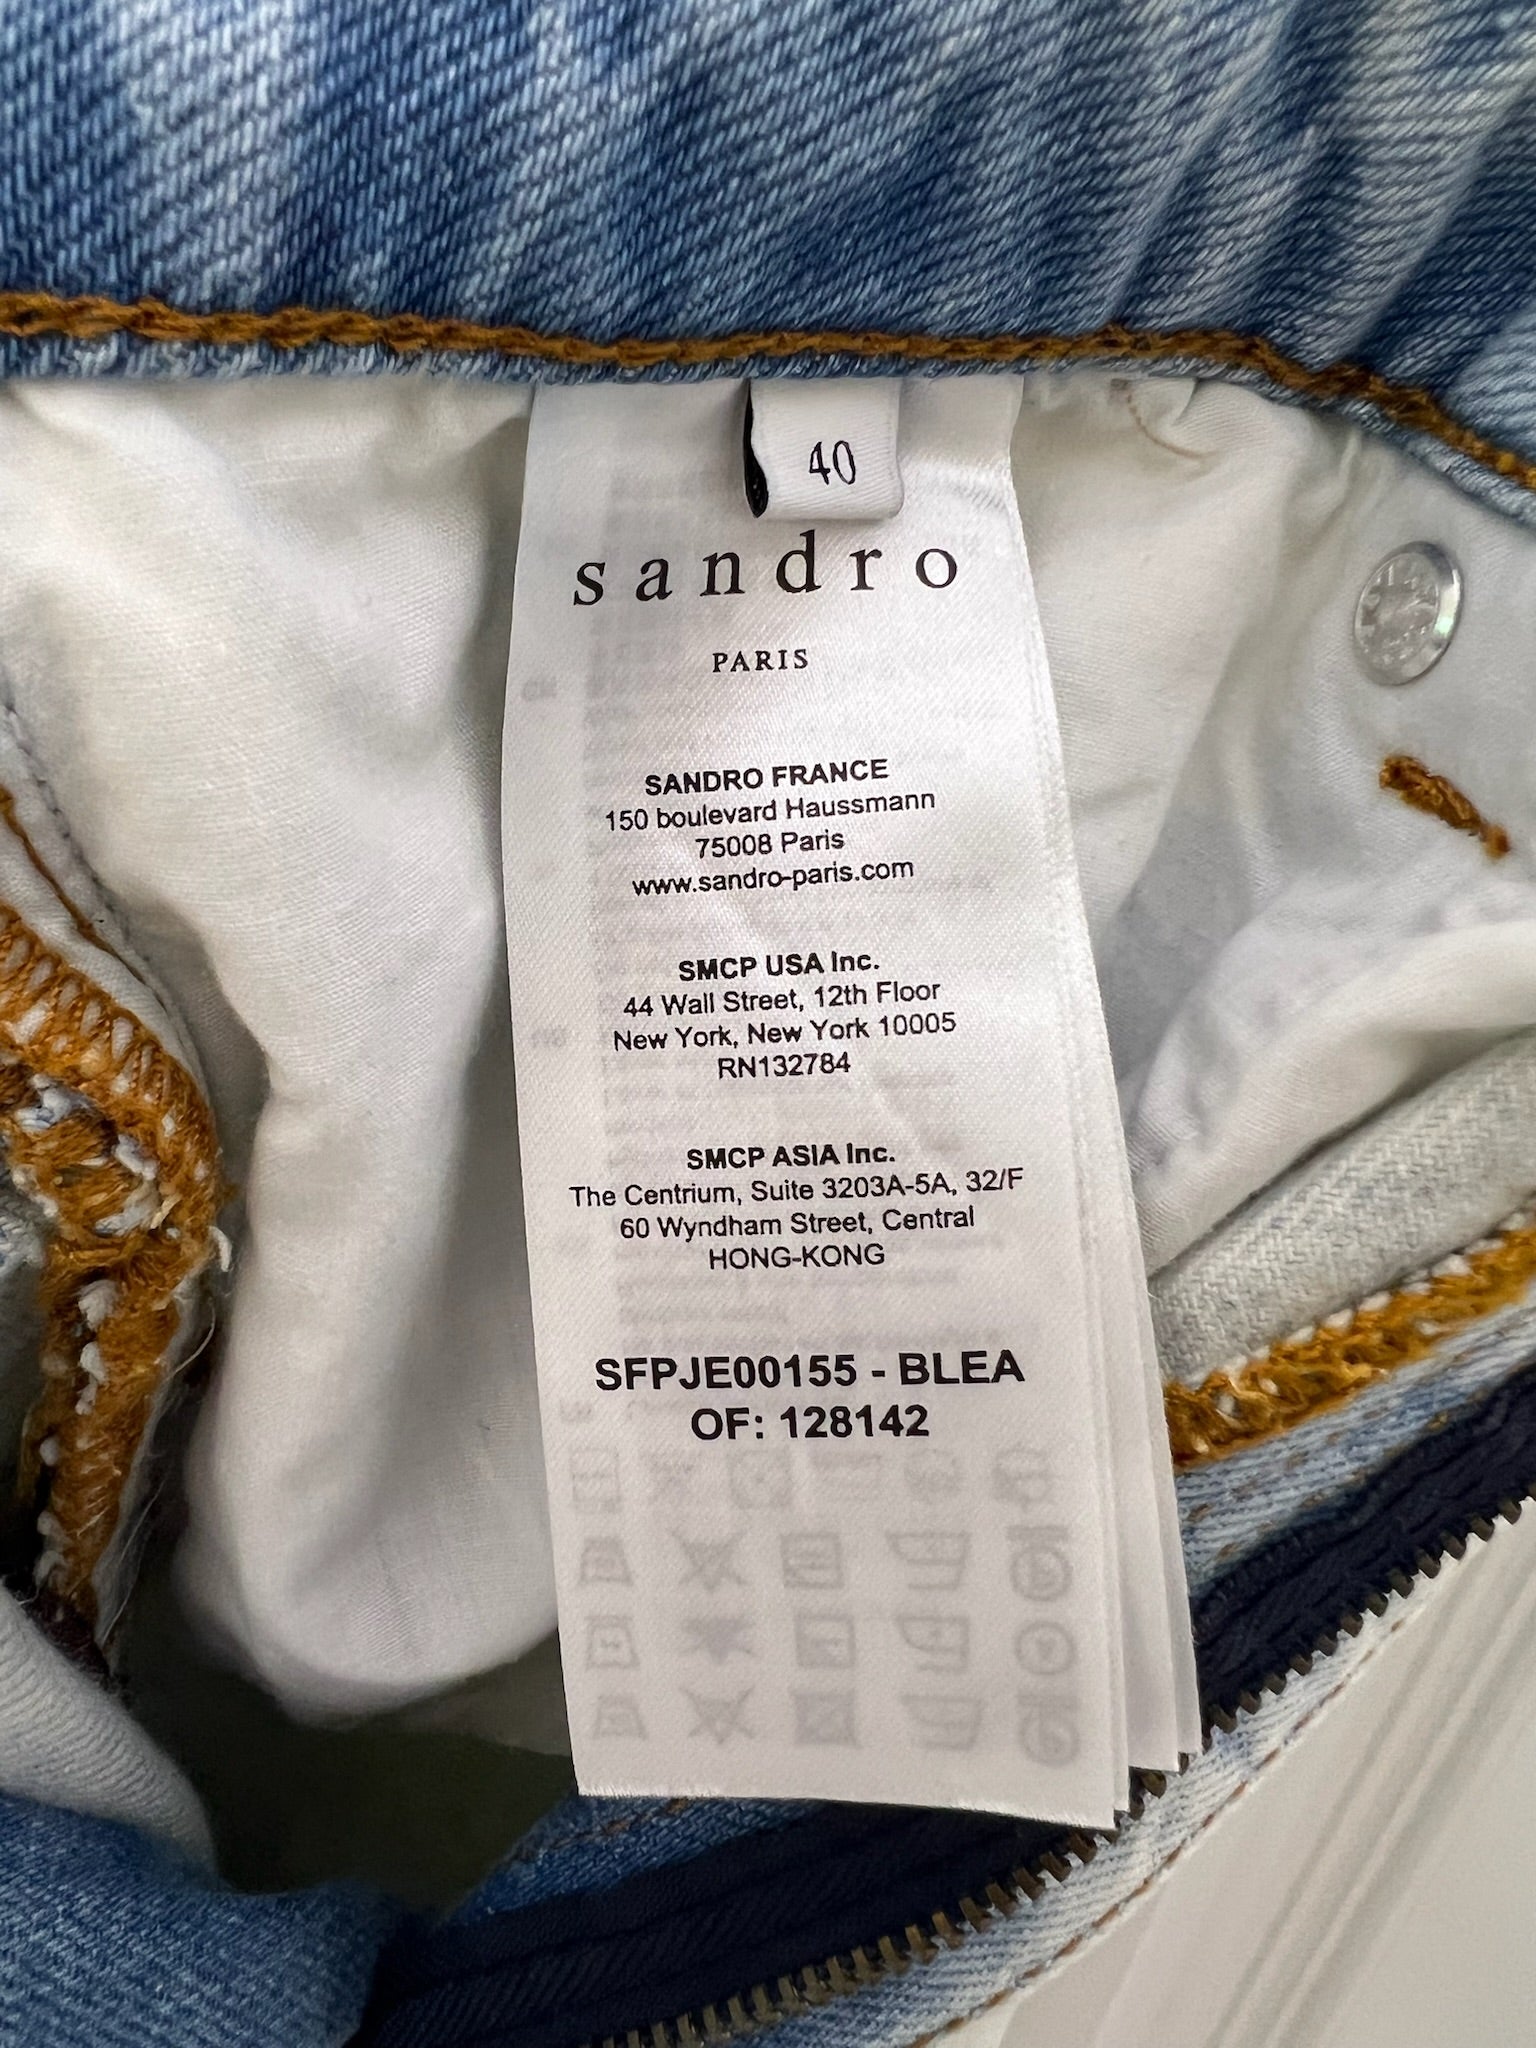 40
sandro
PARIS
SANDRO FRANCE
150 boulevard Haussmann
75008 Paris
www.sandro-paris.com
SMCP USA Inc.
44 Wall Street, 12th Floor
New York, New York 10005
RN132784
SMCP ASIA Inc.
The Centrium, Suite 3203A-5A, 32/F
60 Wyndham Street, Central
HONG-KONG
SFPJE00155 - BLEA
OF: 128142